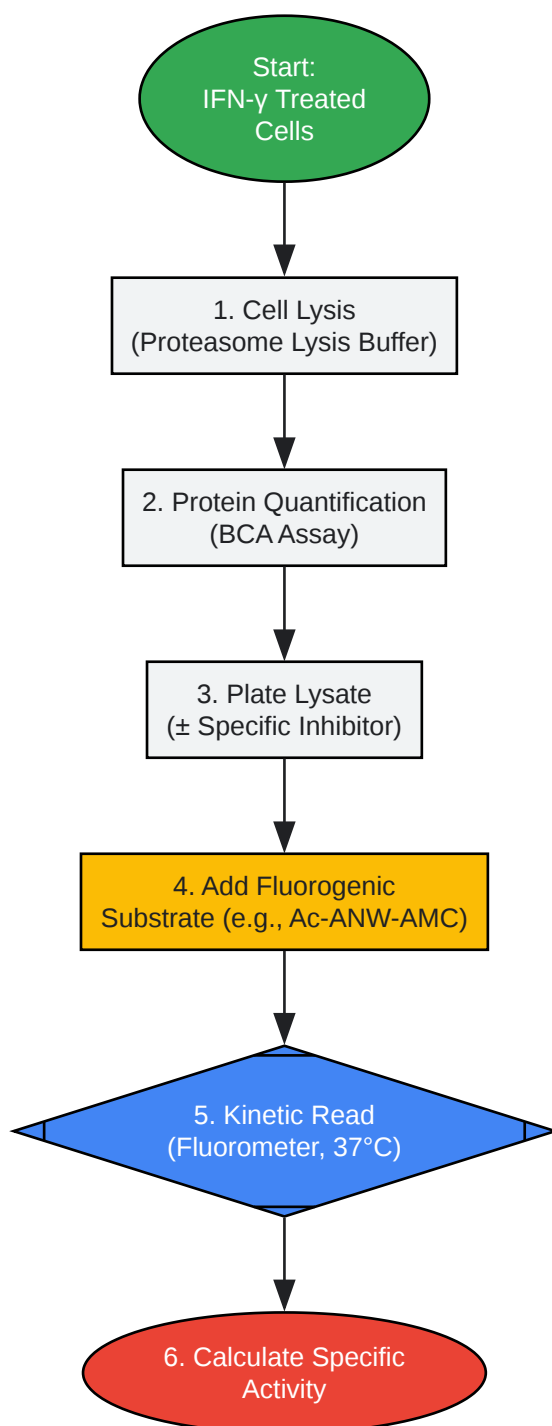 Start:
IFN-γ Treated
Cells
1. Cell Lysis
(Proteasome Lysis Buffer)
2. Protein Quantification
(BCA Assay)
3. Plate Lysate
(± Specific Inhibitor)
4. Add Fluorogenic
Substrate (e.g., Ac-ANW-AMC)
5. Kinetic Read
(Fluorometer, 37°C)
6. Calculate Specific
Activity